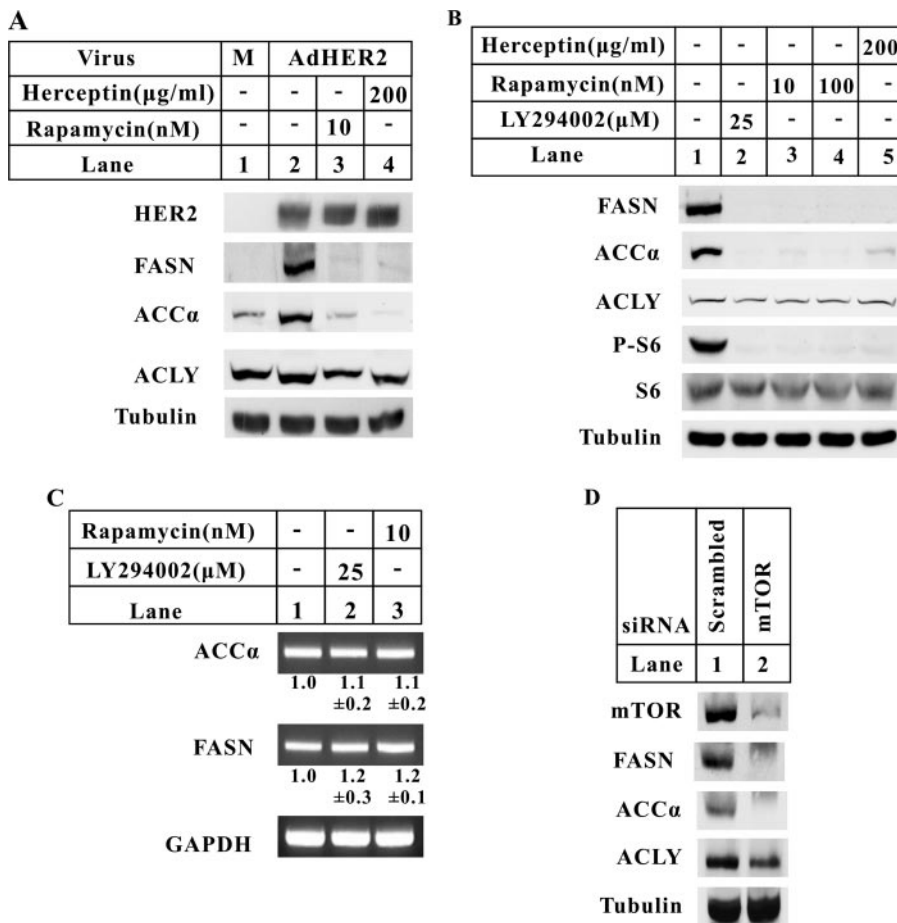 A
Virus M AdHER2
Herceptin(µg/ml) - - - 200
Rapamycin(nM) - - 10 -
Lane 1 2 3 4
HER2
FASN
ACCα
ACLY
Tubulin
B
Herceptin(µg/ml) - - - - 200
Rapamycin(nM) - - 10 100 -
LY294002(µM) - 25 - - -
Lane 1 2 3 4 5
FASN
ACCα
ACLY
P-S6
S6
Tubulin
C
Rapamycin(nM) - - 10
LY294002(µM) - 25 -
Lane 1 2 3
ACCα
1.0 1.1 1.1
±0.2 ±0.2
FASN
1.0 1.2 1.2
±0.3 ±0.1
GAPDH
D
siRNA Scrambled mTOR
Lane 1 2
mTOR
FASN
ACCα
ACLY
Tubulin